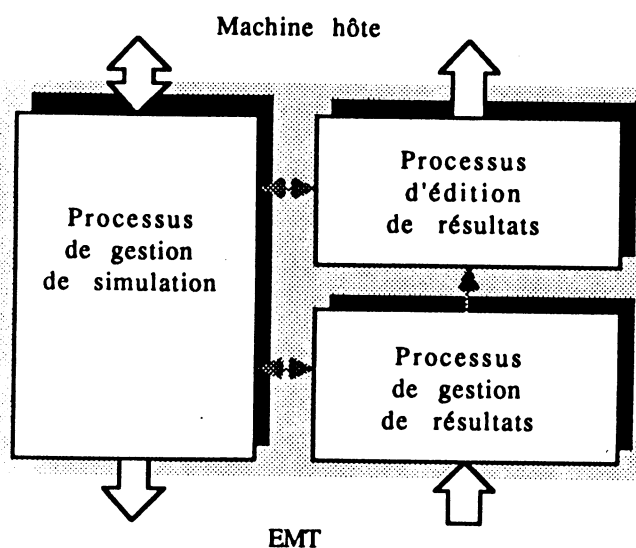 Machine hôte
Processus
de gestion
de simulation
Processus
d'édition
de résultats
Processus
de gestion
de résultats
EMT